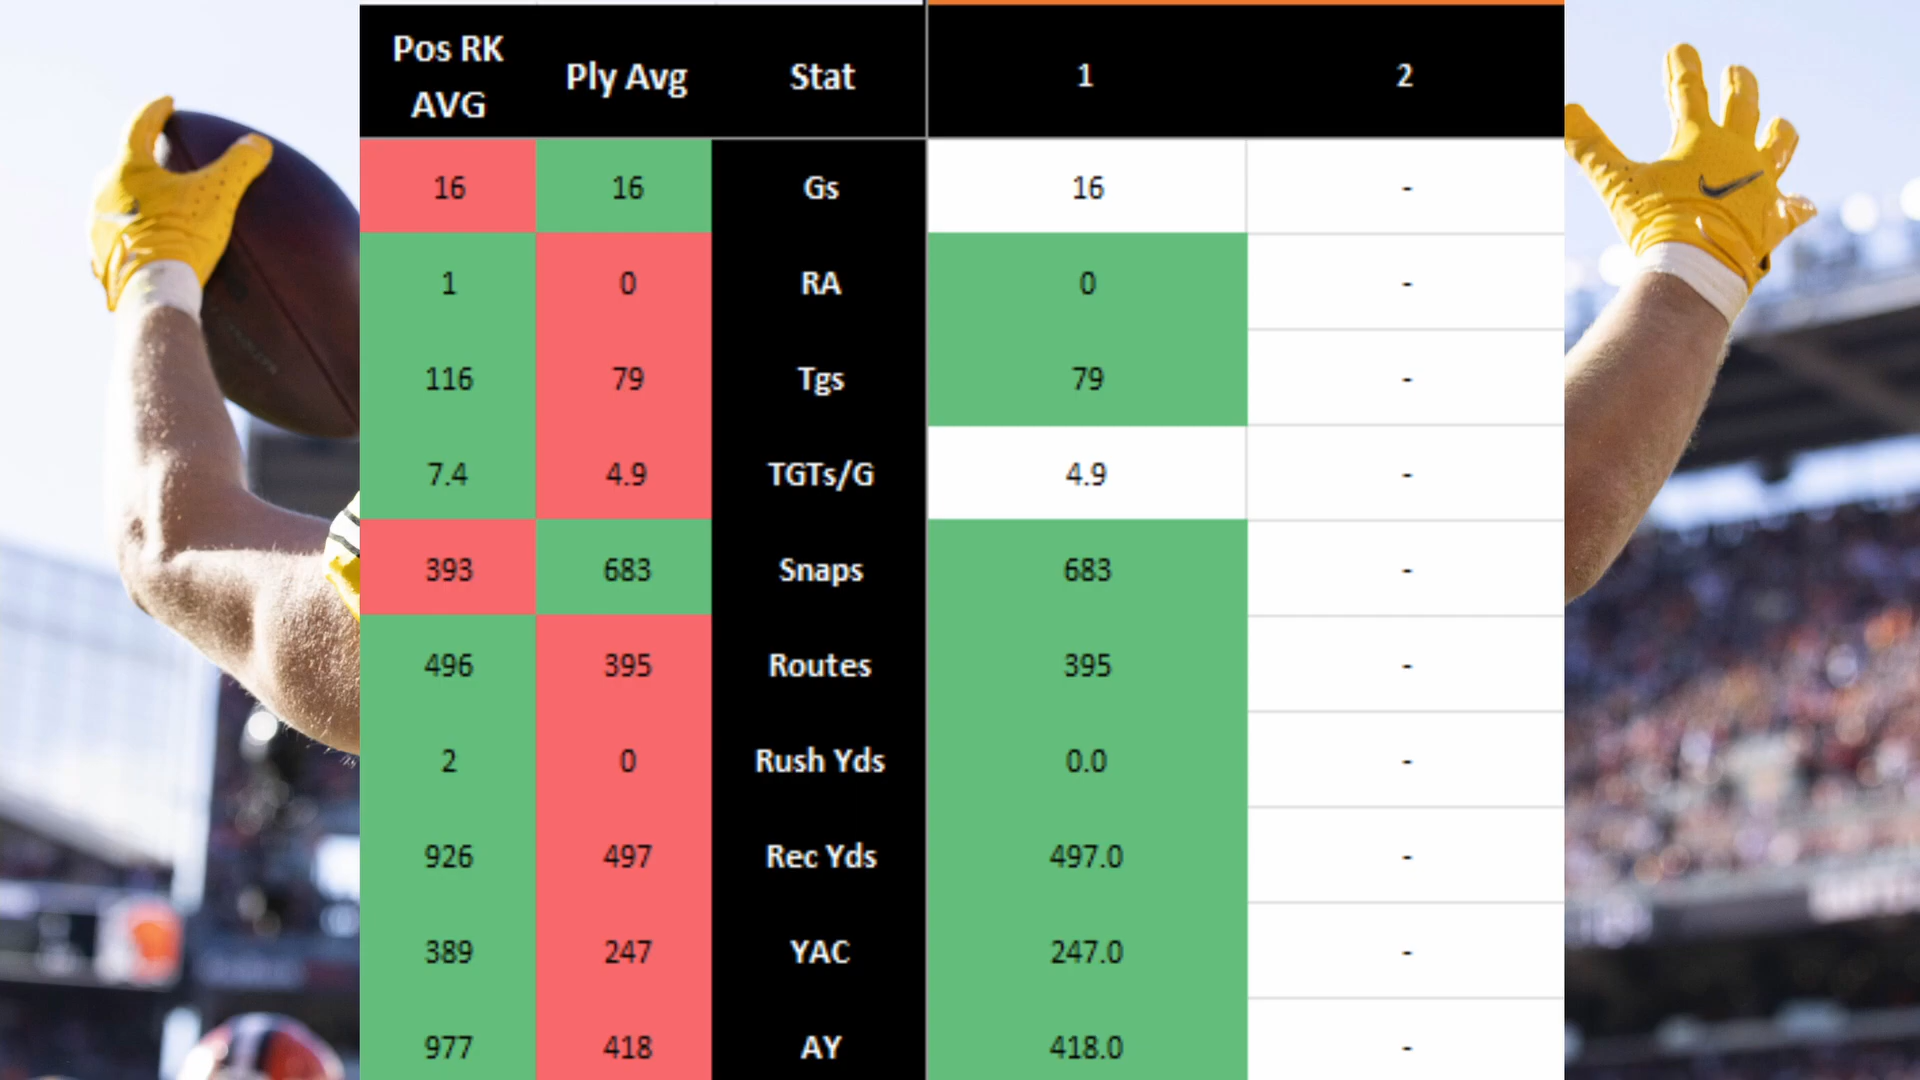 Pos RK AVG Ply Avg Stat 1 2
16 16 Gs 16 -
1 0 RA 0 -
116 79 Tgs 79 -
7.4 4.9 TGTs/G 4.9 -
393 683 Snaps 683 -
496 395 Routes 395 -
2 0 Rush Yds 0.0 -
926 497 Rec Yds 497.0 -
389 247 YAC 247.0 -
977 418 AY 418.0 -